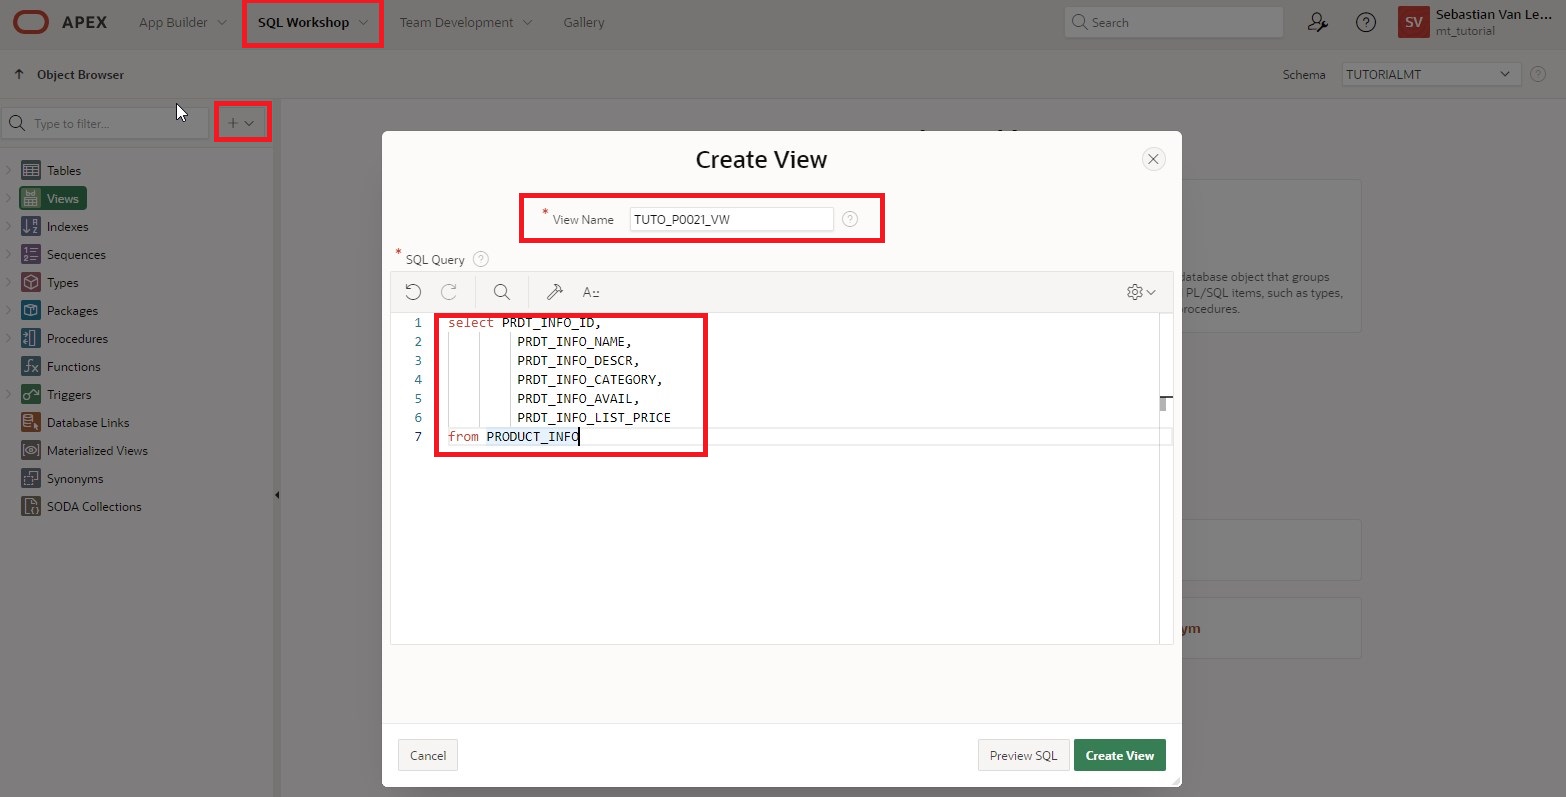 APEX App Builder SQL Workshop Team Development Gallery Search SV Sebastian Van Le...
mt_tutorial
Object Browser Schema TUTORIALMT
Type to filter...
Tables
Views
Indexes
Sequences
Types
Packages
Procedures
Functions
Triggers
Database Links
Materialized Views
Synonyms
SODA Collections
Create View
* View Name TUTO_P0021_VW
* SQL Query
1 select PRDT_INFO_ID,
2 PRDT_INFO_NAME,
3 PRDT_INFO_DESCR,
4 PRDT_INFO_CATEGORY,
5 PRDT_INFO_AVAIL,
6 PRDT_INFO_LIST_PRICE
7 from PRODUCT_INFO
Cancel Preview SQL Create View
database object that groups
PL/SQL items, such as types,
procedures.
ym